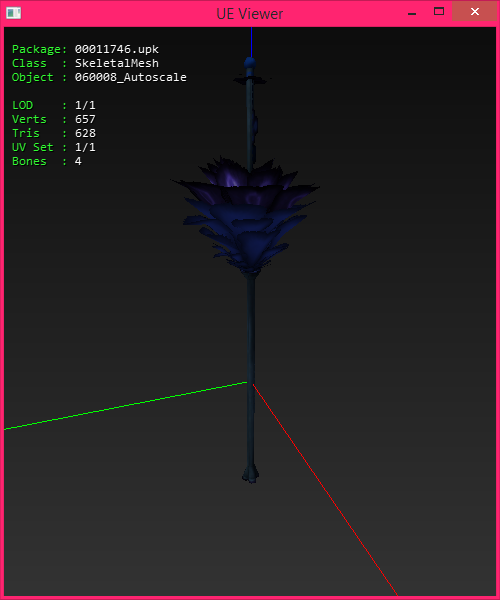 UE Viewer
Package: 00011746.upk
Class  : SkeletalMesh
Object : 060008_Autoscale
LOD    : 1/1
Verts  : 657
Tris   : 628
UV Set : 1/1
Bones  : 4